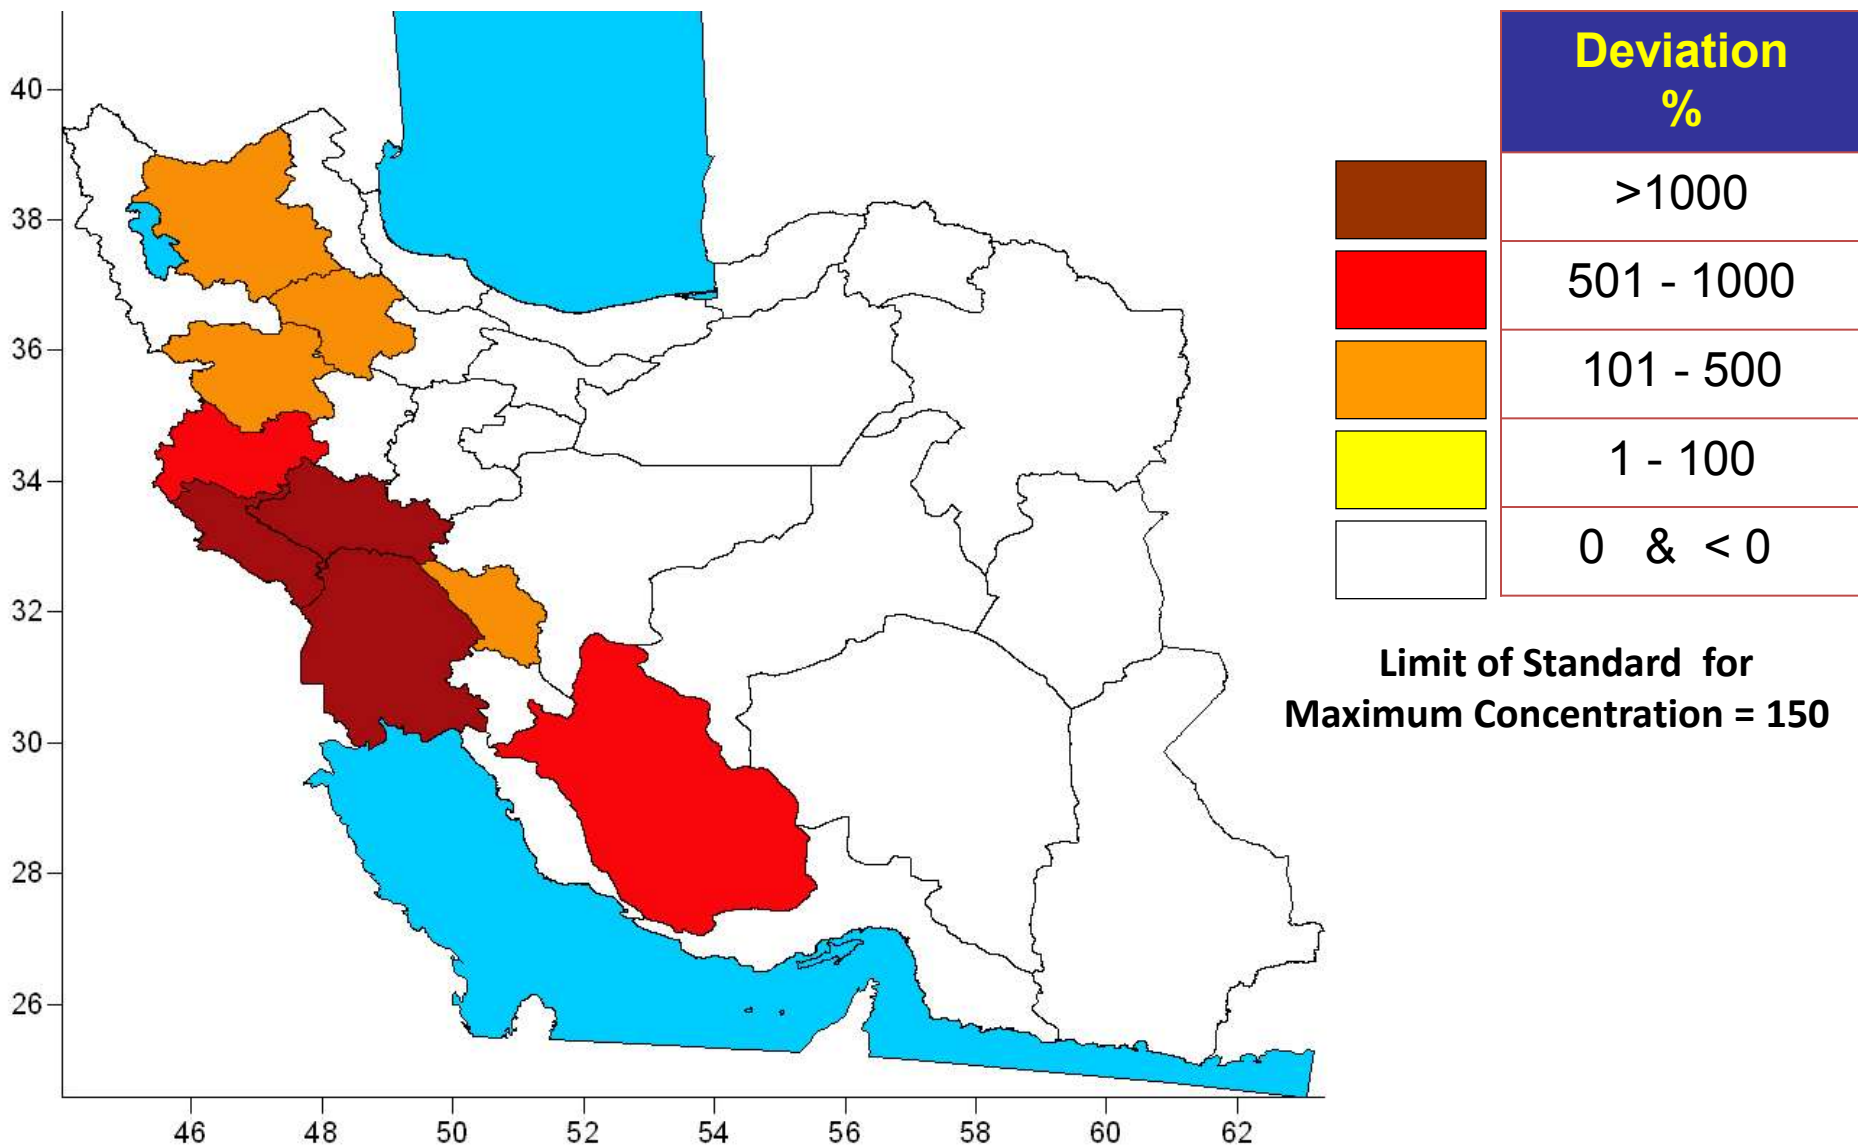 Deviation
%
>1000
501 - 1000
101 - 500
1 - 100
0 & < 0
Limit of Standard for
Maximum Concentration = 150
40
38
36
34
32
30
28
26
46 48 50 52 54 56 58 60 62